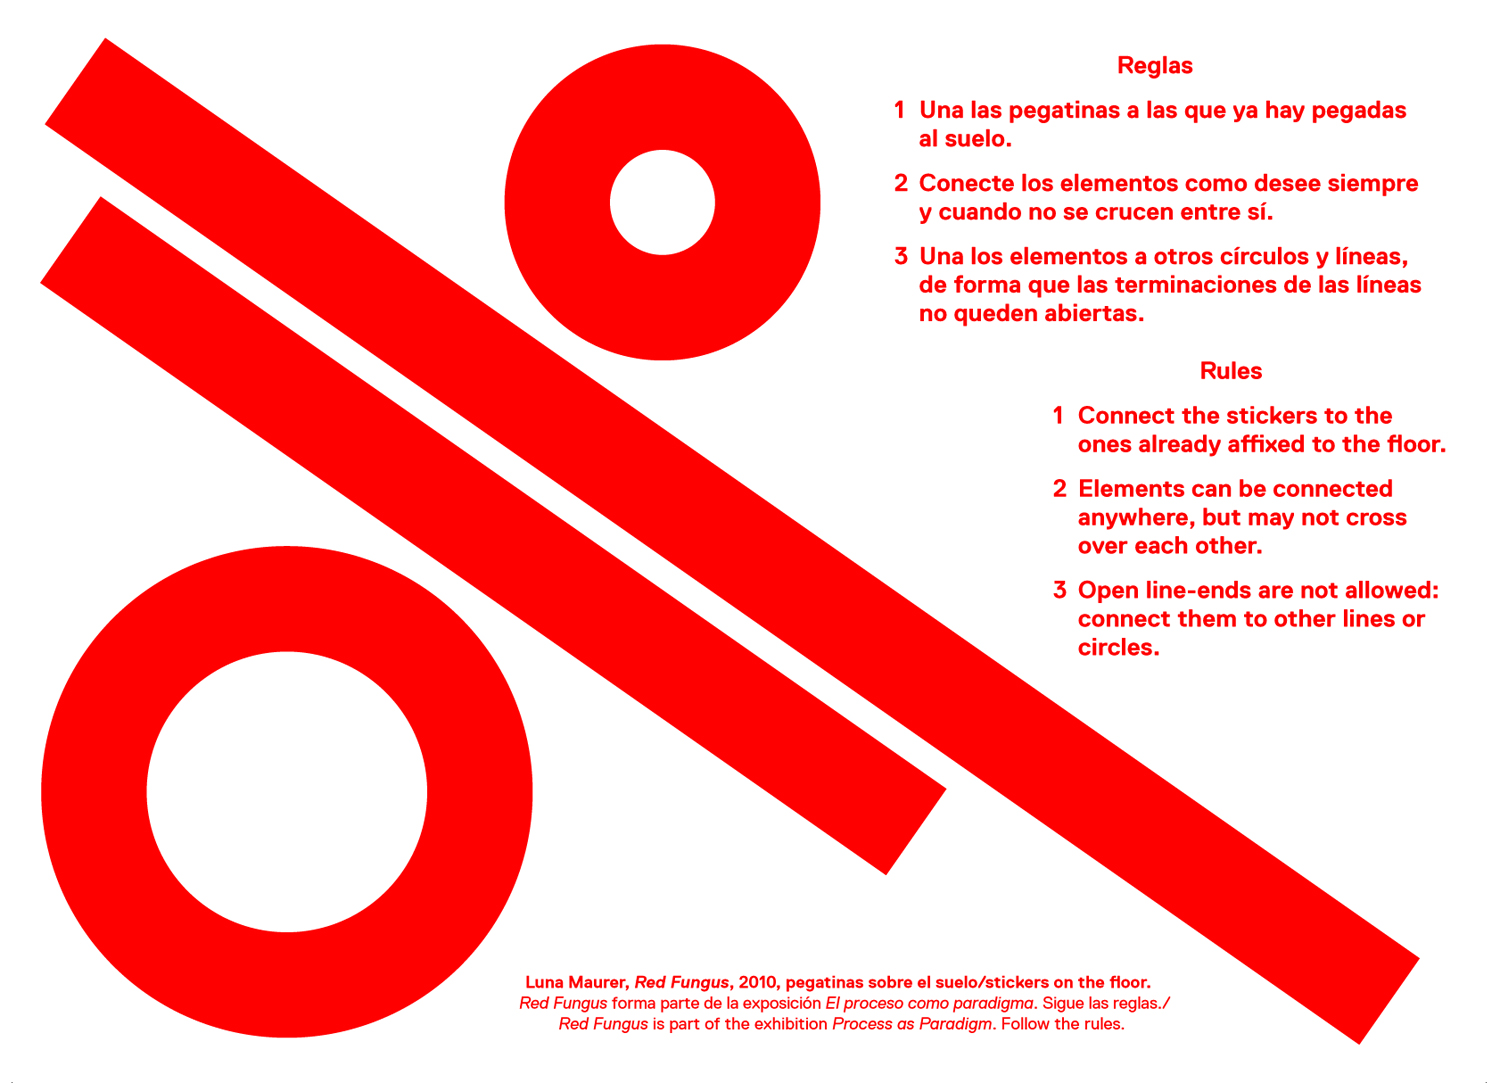 Reglas
1 Una las pegatinas a las que ya hay pegadas
al suelo.
2 Conecte los elementos como desee siempre
y cuando no se crucen entre sí.
3 Una los elementos a otros círculos y líneas,
de forma que las terminaciones de las líneas
no queden abiertas.
Rules
1 Connect the stickers to the
ones already affixed to the floor.
2 Elements can be connected
anywhere, but may not cross
over each other.
3 Open line-ends are not allowed:
connect them to other lines or
circles.
Luna Maurer, Red Fungus, 2010, pegatinas sobre el suelo/stickers on the floor.
Red Fungus forma parte de la exposición El proceso como paradigma. Sigue las reglas./
Red Fungus is part of the exhibition Process as Paradigm. Follow the rules.